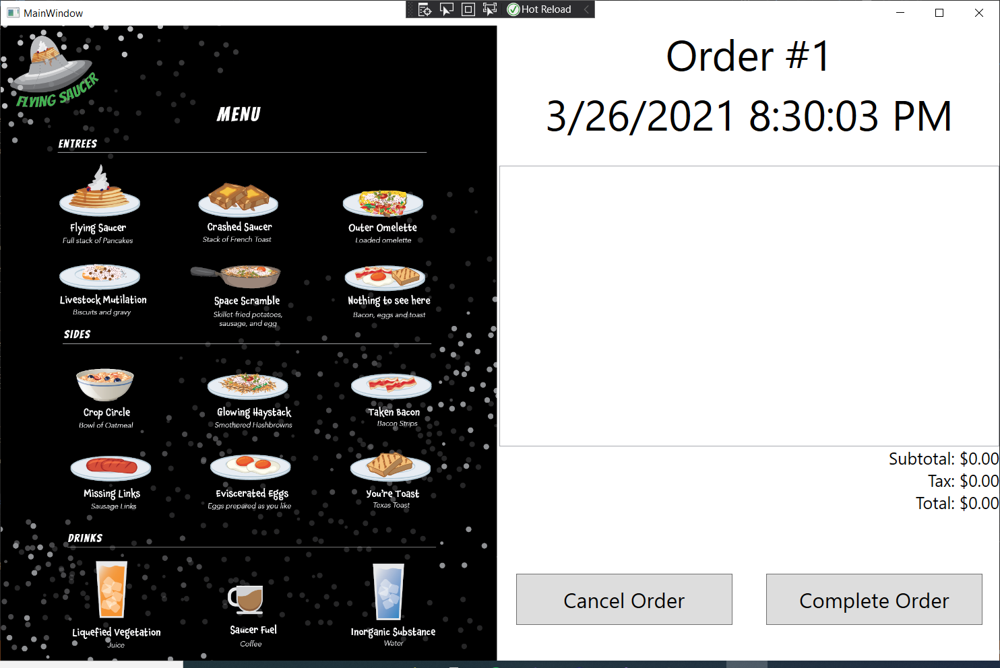 MainWindow
Hot Reload
FLYING SAUCER
MENU
ENTREES
Flying Saucer
Full stack of Pancakes
Crashed Saucer
Stack of French Toast
Outer Omelette
Loaded omelette
Livestock Mutilation
Biscuits and gravy
Space Scramble
Skillet-fried potatoes,
sausage, and egg
Nothing to see here
Bacon, eggs and toast
SIDES
Crop Circle
Bowl of Oatmeal
Glowing Haystack
Smothered Hashbrowns
Taken Bacon
Bacon Strips
Missing Links
Sausage Links
Eviscerated Eggs
Eggs prepared as you like
You're Toast
Texas Toast
DRINKS
Liquefied Vegetation
Juice
Saucer Fuel
Coffee
Inorganic Substance
Water
Order #1
3/26/2021 8:30:03 PM
Subtotal: $0.00
Tax: $0.00
Total: $0.00
Cancel Order
Complete Order